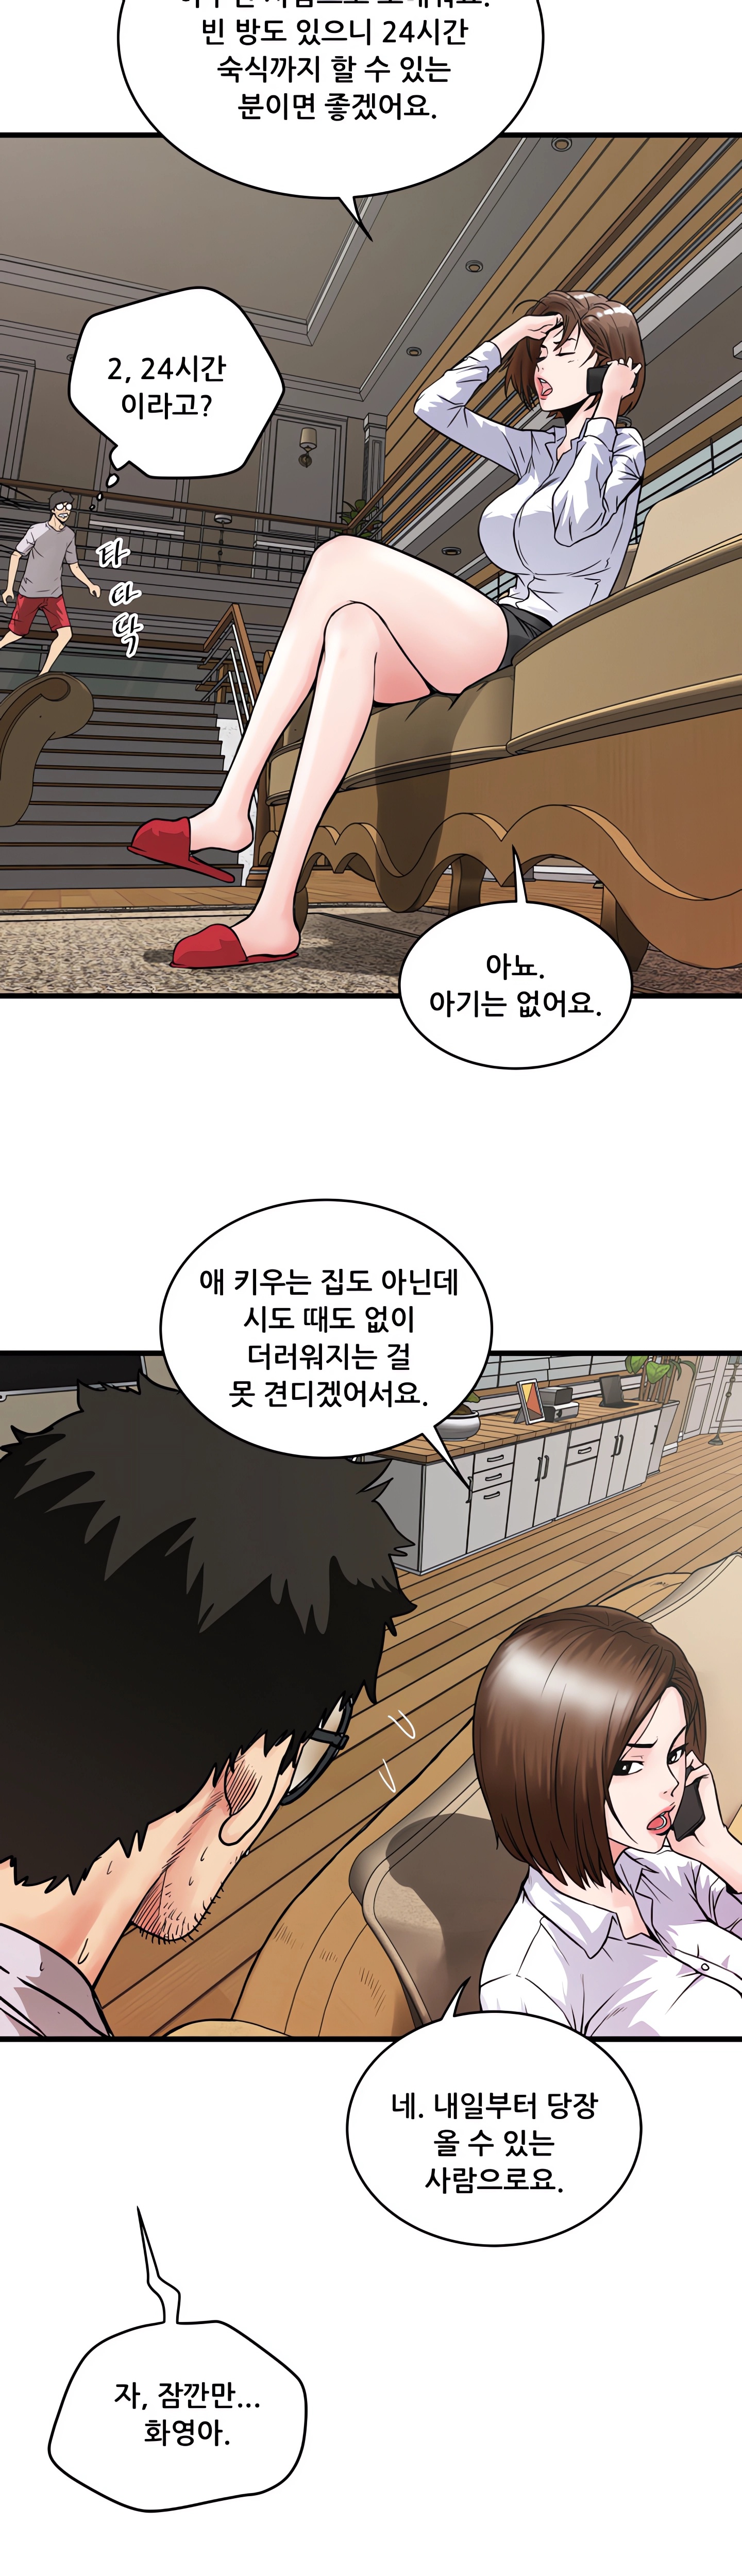 빈 방도 있으니 24시간
숙식까지 할 수 있는
분이면 좋겠어요.
2, 24시간
이라고?
타
다
닥
아뇨.
아기는 없어요.
애 키우는 집도 아닌데
시도 때도 없이
더러워지는 걸
못 견디겠어서요.
네. 내일부터 당장
올 수 있는
사람으로요.
자, 잠깐만...
화영아.